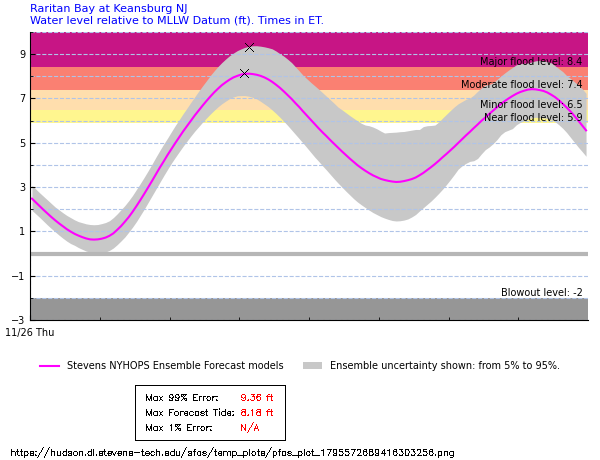 Raritan Bay at Keansburg NJ
Water level relative to MLLW Datum (ft). Times in ET.
9
Major flood level: 8.4
Moderate flood level: 7.4
7
Minor flood level: 6.5
Near flood level: 5.9
5
3
1
−1
Blowout level: -2
−3
11/26 Thu
Stevens NYHOPS Ensemble Forecast models
Ensemble uncertainty shown: from 5% to 95%.
Max 99% Error: 9.36 ft
Max Forecast Tide: 8.18 ft
Max 1% Error: N/A
https://hudson.dl.stevens-tech.edu/sfas/temp_plots/pfas_plot_1795572689416303256.png